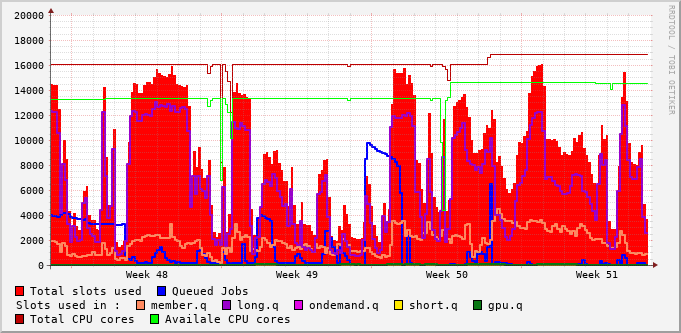 20000
18000
16000
14000
12000
10000
8000
6000
4000
2000
0
Week 48 Week 49 Week 50 Week 51
RRDTOOL / TOBI OETIKER
Total slots used Queued Jobs
Slots used in : member.q long.q ondemand.q short.q gpu.q
Total CPU cores Availale CPU cores